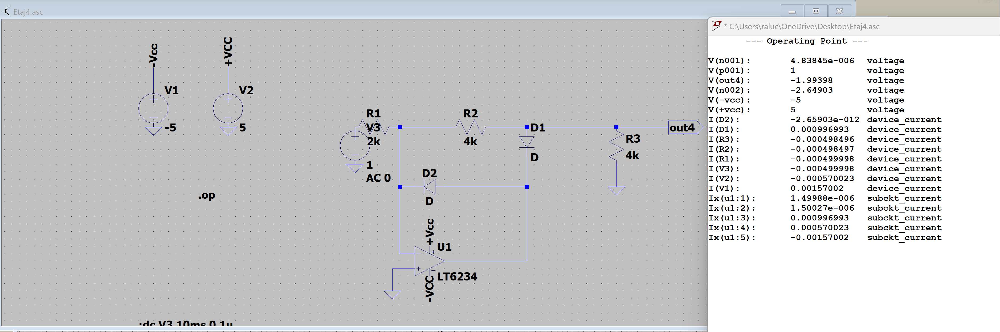 Etaj4.asc
* C:\Users\raluc\OneDrive\Desktop\Etaj4.asc
-Vcc
+VCC
V1
-5
V2
5
R1
V3
2k
1
AC 0
R2
4k
D1
D
out4
R3
4k
D2
D
.op
+Vcc
U1
LT6234
-VCC
;dc V3 10ms 0 1u
--- Operating Point ---
V(n001): 4.83845e-006 voltage
V(p001): 1 voltage
V(out4): -1.99398 voltage
V(n002): -2.64903 voltage
V(-vcc): -5 voltage
V(+vcc): 5 voltage
I(D2): -2.65903e-012 device_current
I(D1): 0.000996993 device_current
I(R3): -0.000498496 device_current
I(R2): -0.000498497 device_current
I(R1): -0.000499998 device_current
I(V3): -0.000499998 device_current
I(V2): -0.000570023 device_current
I(V1): 0.00157002 device_current
Ix(u1:1): 1.49988e-006 subckt_current
Ix(u1:2): 1.50027e-006 subckt_current
Ix(u1:3): 0.000996993 subckt_current
Ix(u1:4): 0.000570023 subckt_current
Ix(u1:5): -0.00157002 subckt_current